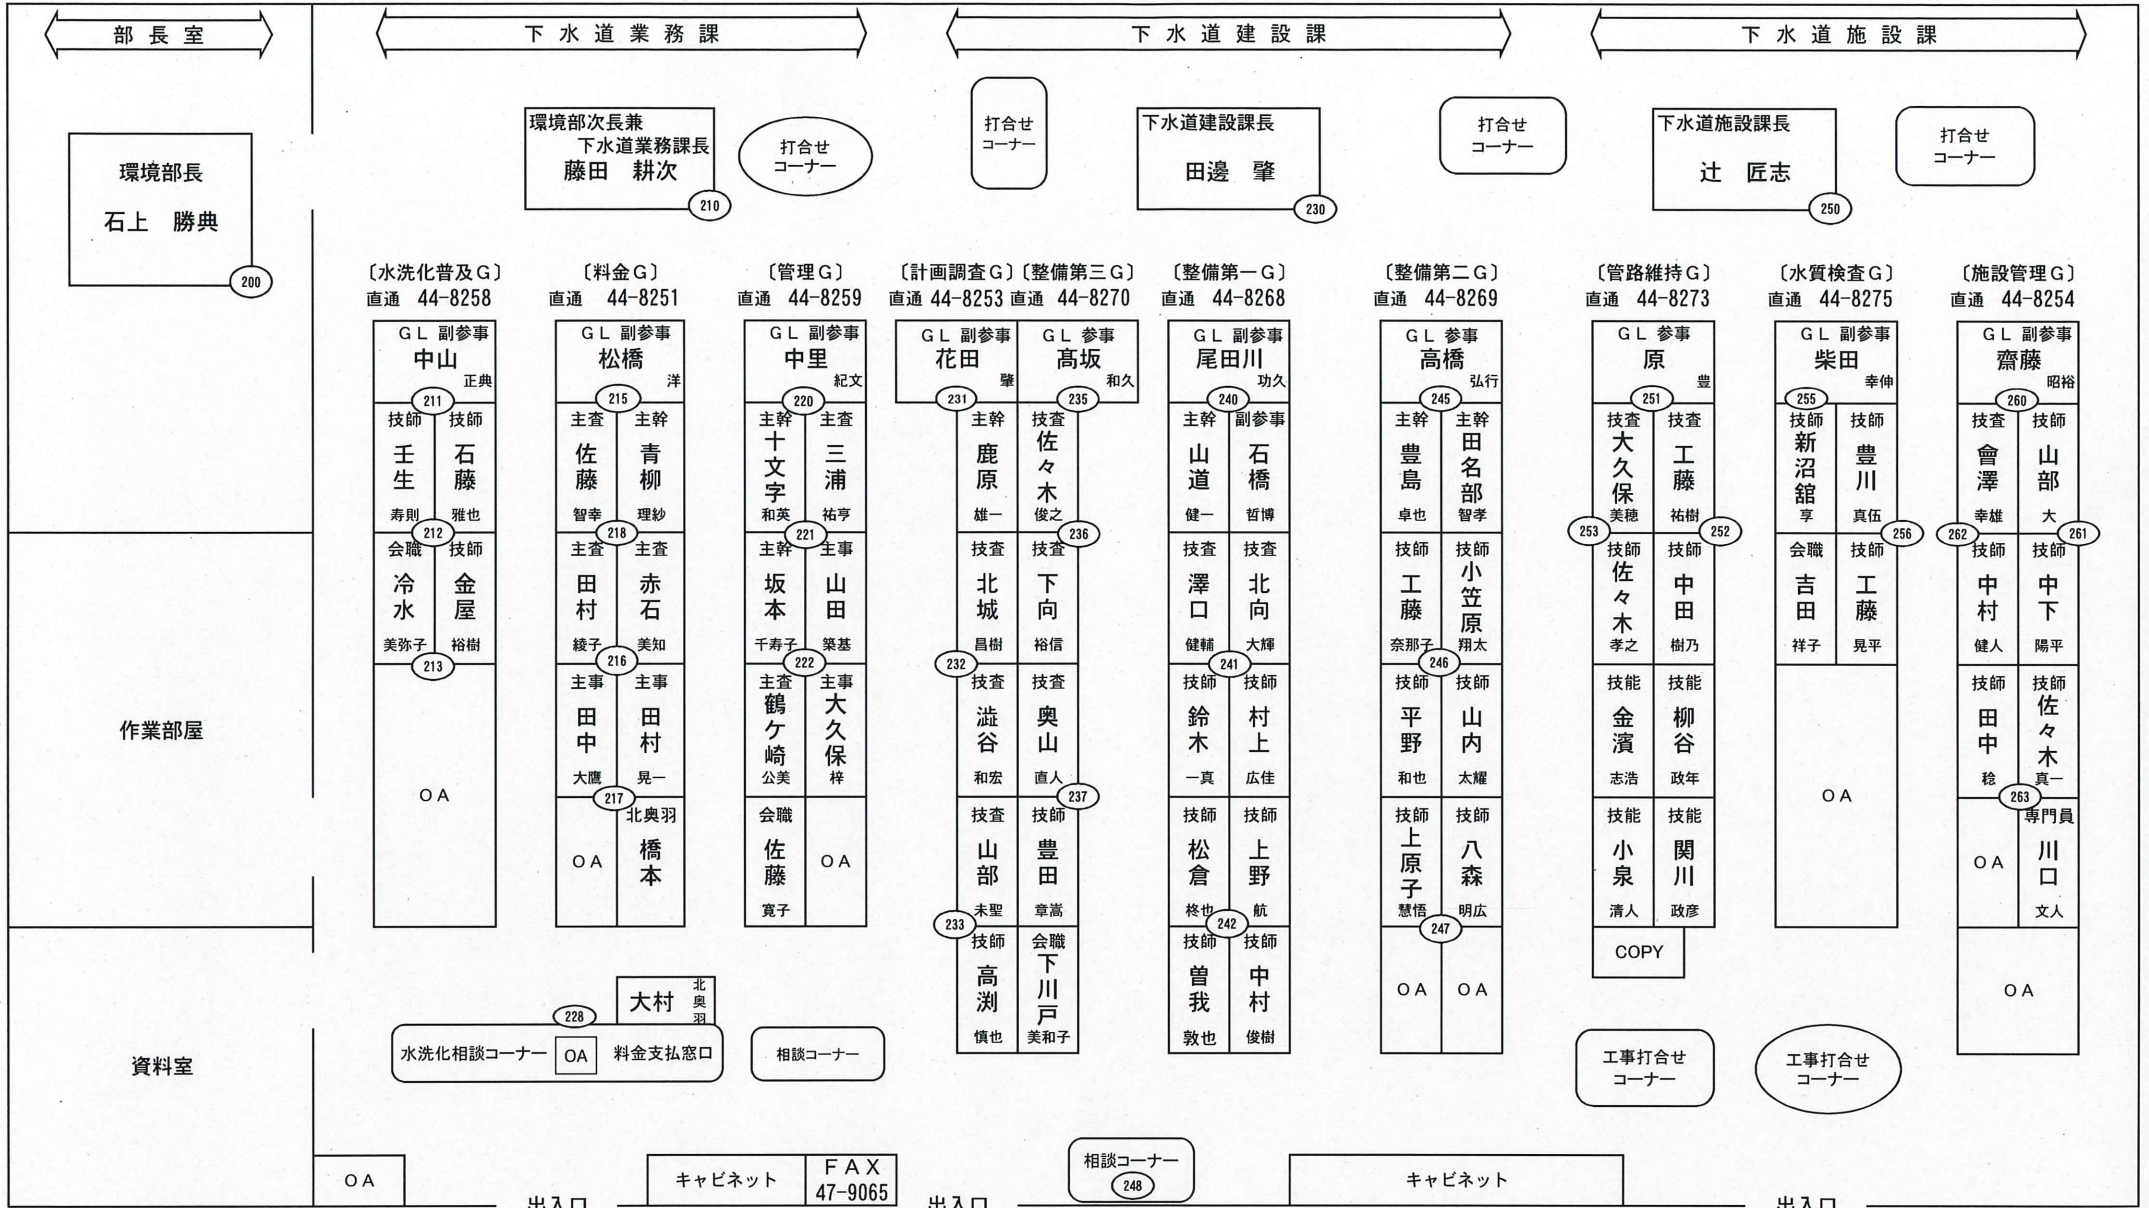 部長室
下水道業務課
下水道建設課
下水道施設課
環境部長
石上 勝典
200
作業部屋
資料室
環境部次長兼
下水道業務課長
藤田 耕次
210
打合せ
コーナー
打合せ
コーナー
下水道建設課長
田邊 肇
230
打合せ
コーナー
下水道施設課長
辻 匠志
250
打合せ
コーナー
〔水洗化普及G〕
直通 44-8258
GL 副参事
中山
正典
211
技師 壬生 寿則
技師 石藤 雅也
212
会職 冷水 美弥子
技師 金屋 裕樹
213
OA
〔料金G〕
直通 44-8251
GL 副参事
松橋
洋
215
主査 佐藤 智幸
主幹 青柳 理紗
218
主査 田村 綾子
主査 赤石 美知
216
主事 田中 大鷹
主事 田村 晃一
217
OA
北奥羽 橋本
〔管理G〕
直通 44-8259
GL 副参事
中里
紀文
220
主幹 十文字 和英
主査 三浦 祐亨
221
主幹 坂本 千寿子
主事 山田 築基
222
主査 鶴ケ崎 公美
主事 大久保 梓
会職 佐藤 寛子
OA
〔計画調査G〕
直通 44-8253
GL 副参事
花田
肇
231
〔整備第三G〕
直通 44-8270
GL 参事
髙坂
和久
235
主幹 鹿原 雄一
技査 佐々木 俊之
236
技査 北城 昌樹
技査 下向 裕信
232
技査 澁谷 和宏
技査 奥山 直人
237
技査 山部 未聖
技師 豊田 章嵩
233
技師 高渕 慎也
会職 下川戸 美和子
〔整備第一G〕
直通 44-8268
GL 副参事
尾田川
功久
240
主幹 山道 健一
副参事 石橋 哲博
技査 澤口 健輔
技査 北向 大輝
241
技師 鈴木 一真
技師 村上 広佳
技師 松倉 柊也
技師 上野 航
242
技師 曽我 敦也
技師 中村 俊樹
〔整備第二G〕
直通 44-8269
GL 参事
高橋
弘行
245
主幹 豊島 卓也
主幹 田名部 智孝
技師 工藤 奈那子
技師 小笠原 翔太
246
技師 平野 和也
技師 山内 太耀
技師 上原子 慧悟
技師 八森 明広
247
OA
OA
〔管路維持G〕
直通 44-8273
GL 参事
原
豊
251
技査 大久保 美穂
技査 工藤 祐樹
253
252
技師 佐々木 孝之
技師 中田 樹乃
技能 金濱 志浩
技能 柳谷 政年
技能 小泉 清人
技能 関川 政彦
COPY
〔水質検査G〕
直通 44-8275
GL 副参事
柴田
幸伸
255
技師 新沼舘 享
技師 豊川 真伍
256
会職 吉田 祥子
技師 工藤 晃平
OA
〔施設管理G〕
直通 44-8254
GL 副参事
齋藤
昭裕
260
技査 會澤 幸雄
技師 山部 大
262
261
技師 中村 健人
技師 中下 陽平
技師 田中 稔
技師 佐々木 真一
263
OA
専門員 川口 文人
OA
大村
北奥羽
228
水洗化相談コーナー
OA
料金支払窓口
相談コーナー
工事打合せ
コーナー
工事打合せ
コーナー
OA
出入口
キャビネット
FAX
47-9065
出入口
相談コーナー
248
キャビネット
出入口